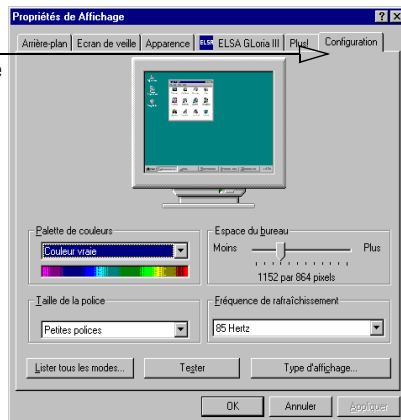 Propriétés de Affichage
Arrière-plan Ecran de veille Apparence ELSA ELSA GLoria III Plus! Configuration
e
Palette de couleurs
Couleur vraie
Espace du bureau
Moins Plus
1152 par 864 pixels
Taille de la police
Petites polices
Fréquence de rafraîchissement
85 Hertz
Lister tous les modes... Tester Type d'affichage...
OK Annuler Appliquer